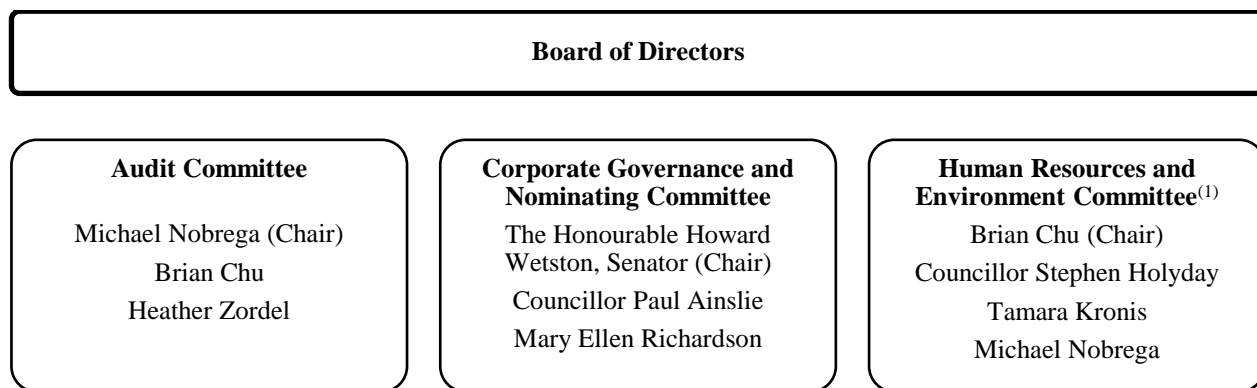 Board of Directors
Audit Committee
Michael Nobrega (Chair)
Brian Chu
Heather Zordel
Corporate Governance and
Nominating Committee
The Honourable Howard
Wetston, Senator (Chair)
Councillor Paul Ainslie
Mary Ellen Richardson
Human Resources and
Environment Committee(1)
Brian Chu (Chair)
Councillor Stephen Holyday
Tamara Kronis
Michael Nobrega